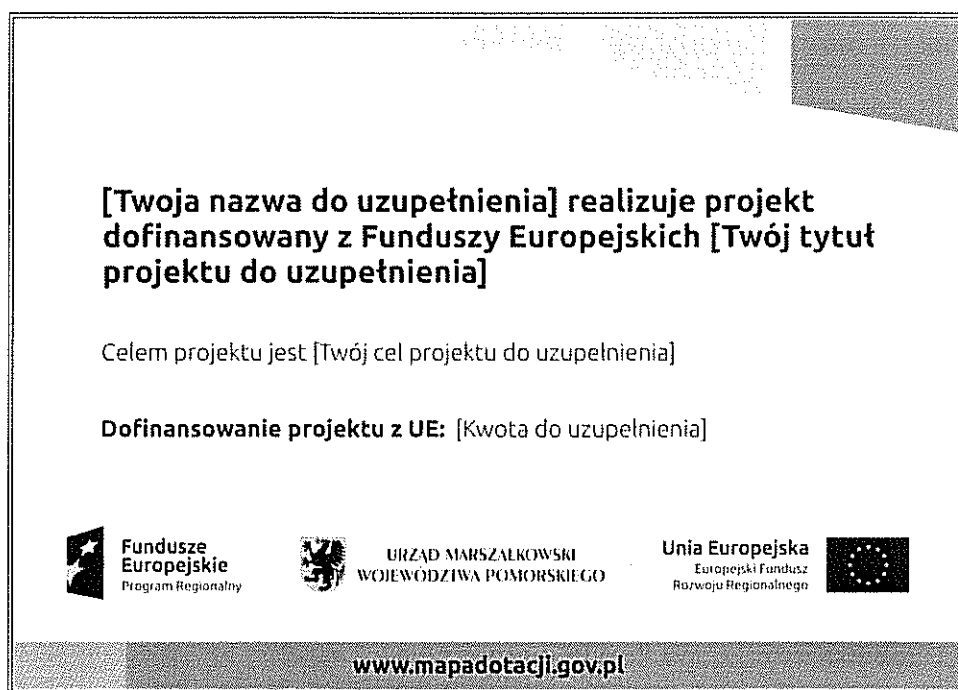 [Twoja nazwa do uzupełnienia] realizuje projekt
dofinansowany z Funduszy Europejskich [Twój tytuł
projektu do uzupełnienia]
Celem projektu jest [Twój cel projektu do uzupełnienia]
Dofinansowanie projektu z UE: [Kwota do uzupełnienia]
Fundusze
Europejskie
Program Regionalny
URZĄD MARSZAŁKOWSKI
WOJEWÓDZTWA POMORSKIEGO
Unia Europejska
Europejski Fundusz
Rozwoju Regionalnego
www.mapadotacji.gov.pl